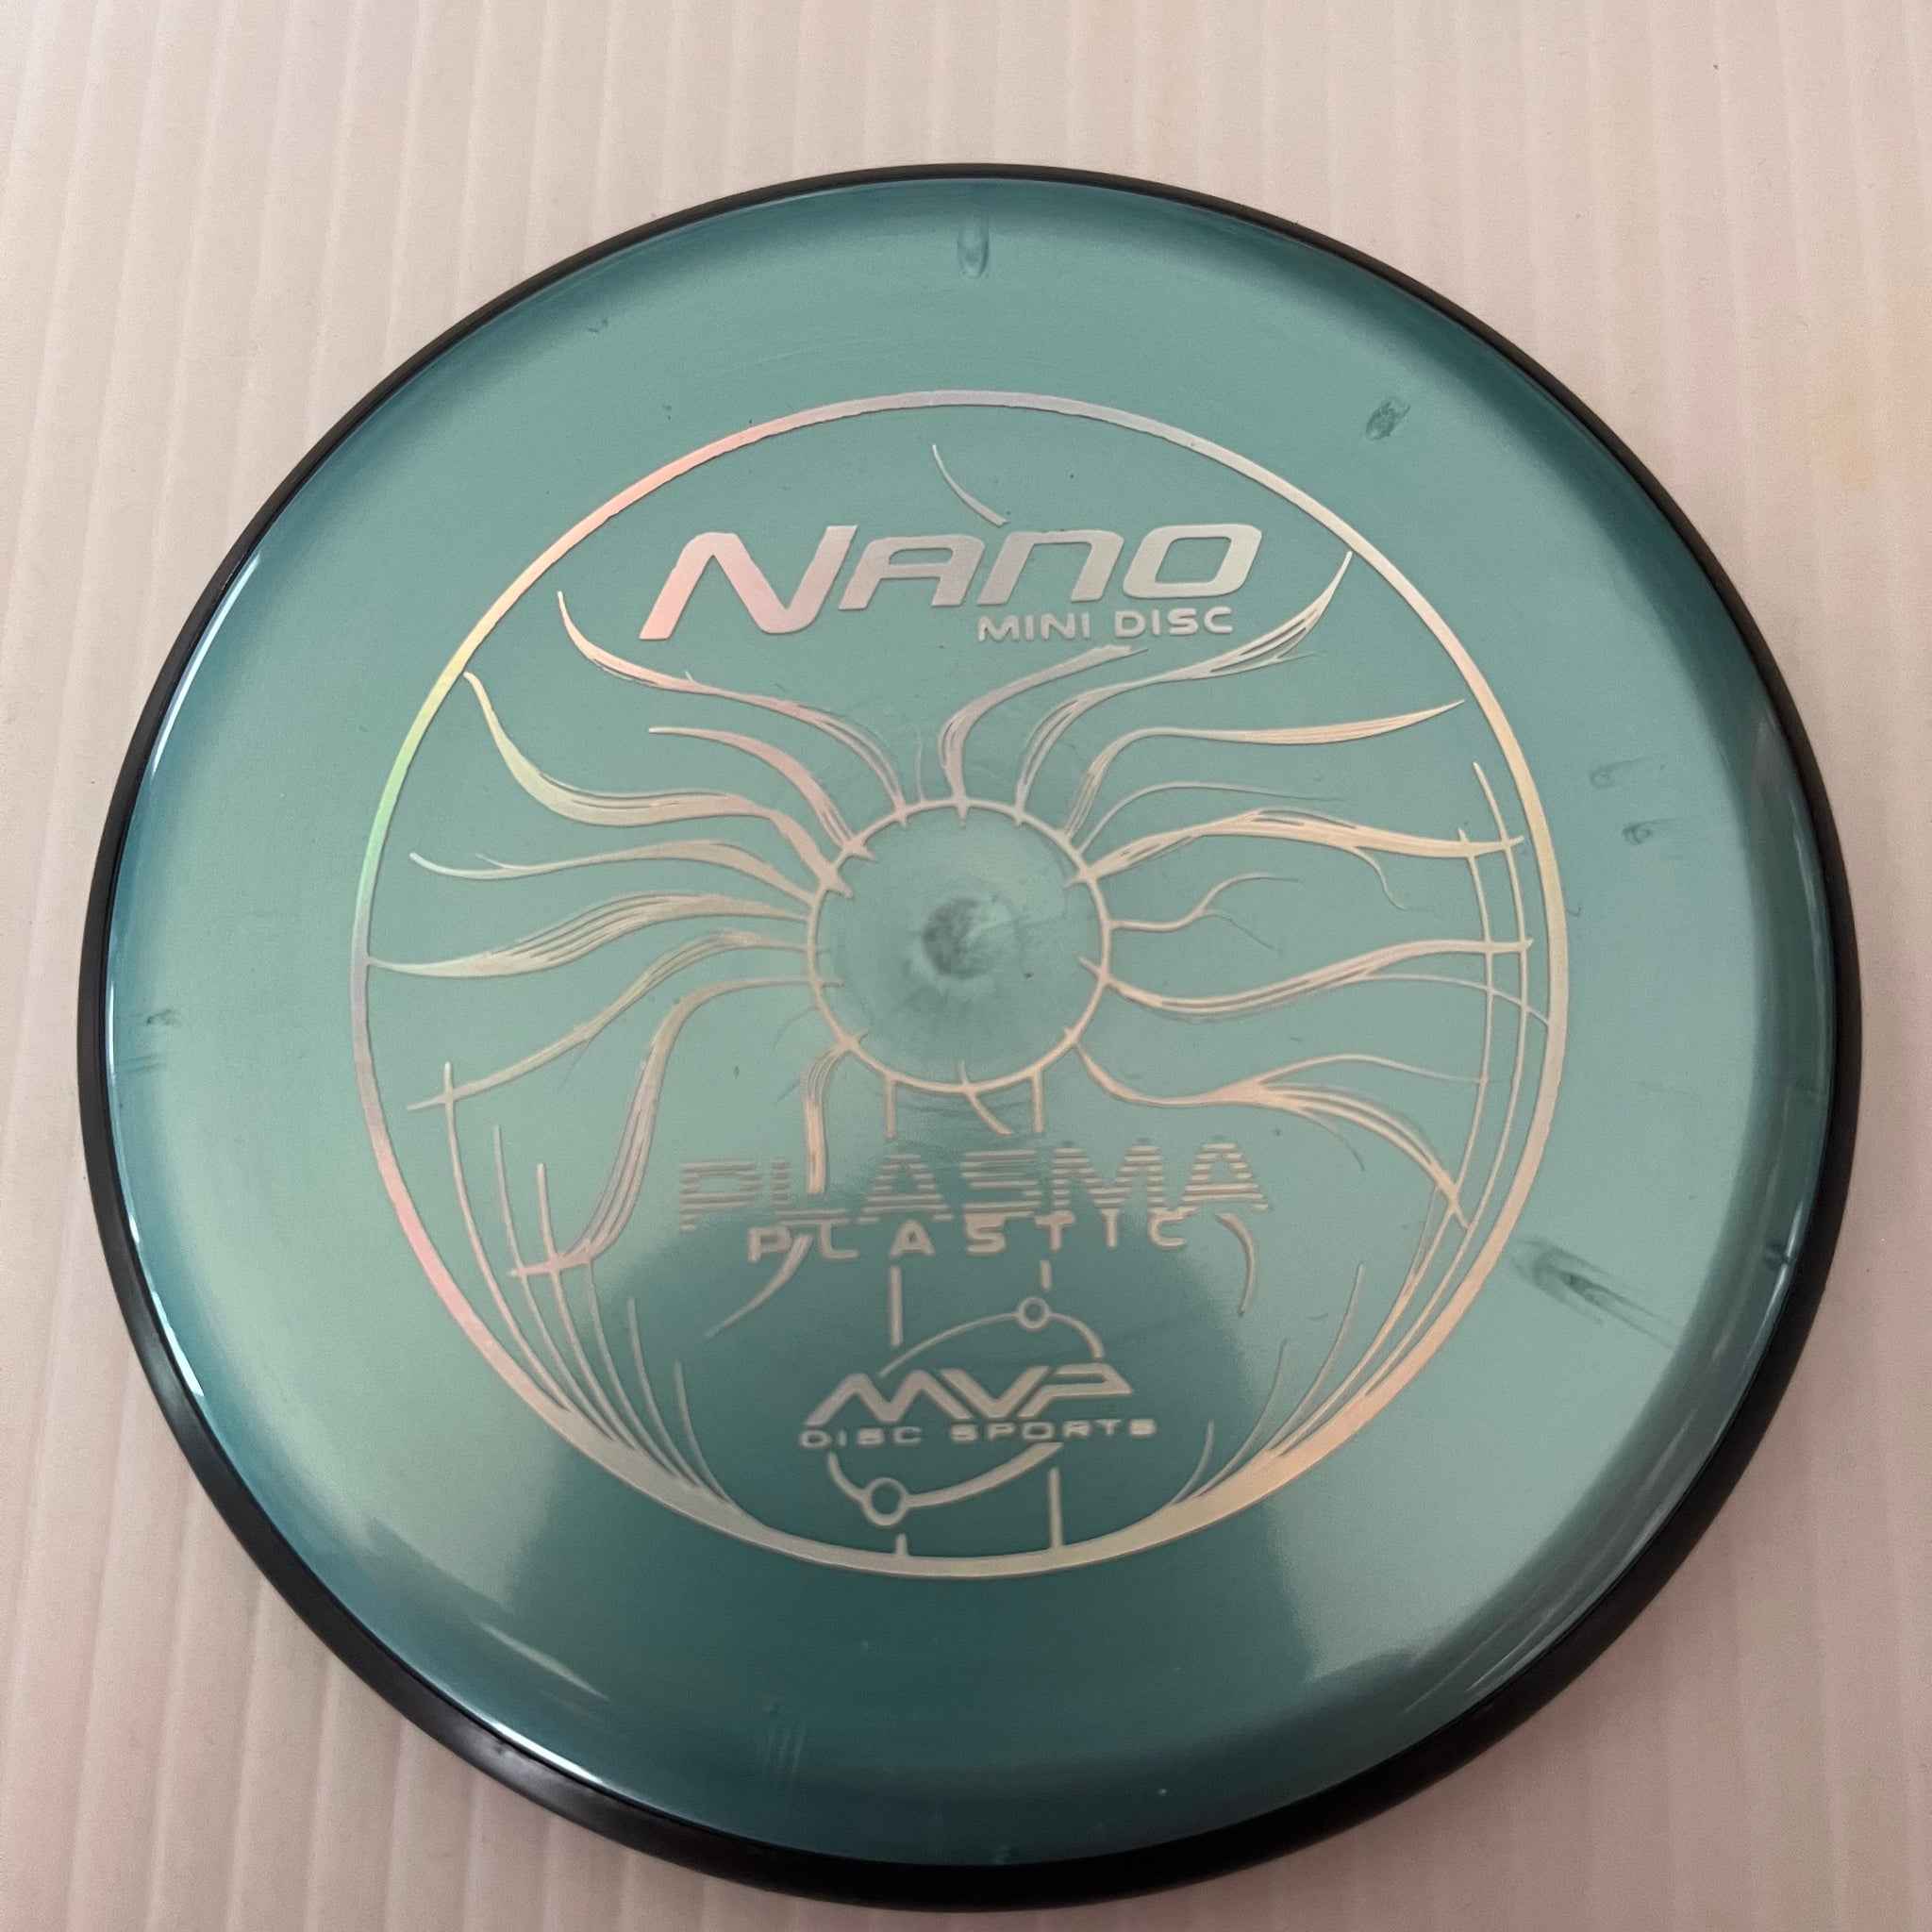 Nano
MINI DISC
PLASMA
PLASTIC
MVP
DISC SPORTS